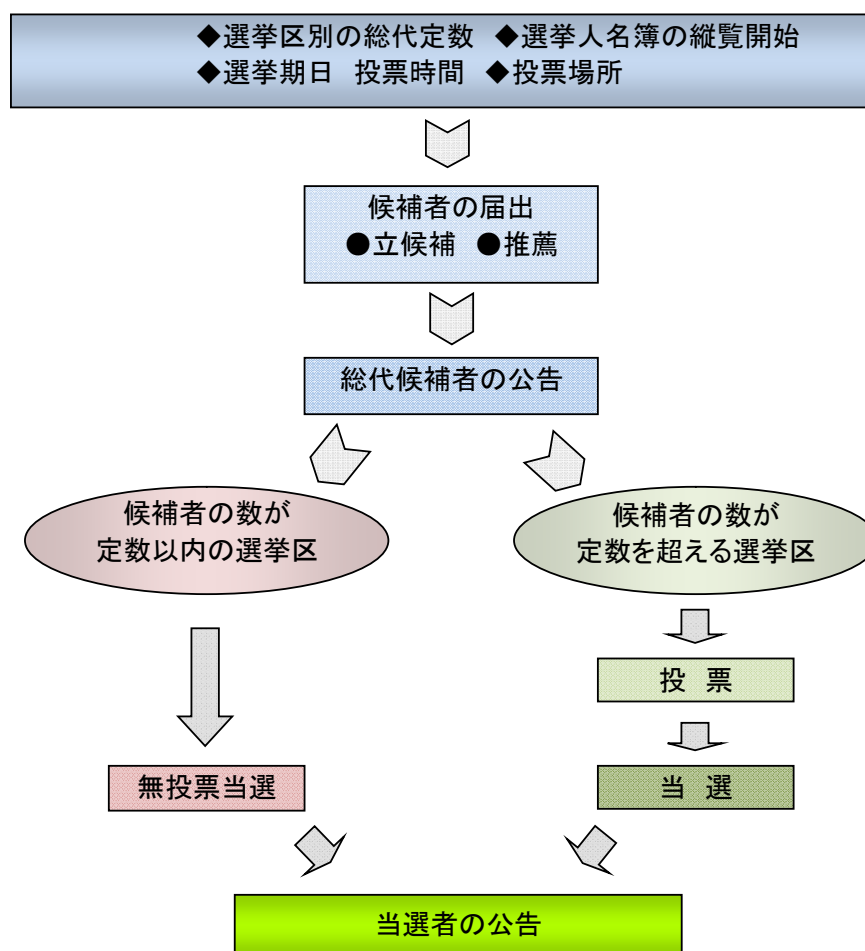 ◆選挙区別の総代定数 ◆選挙人名簿の縦覧開始
◆選挙期日 投票時間 ◆投票場所
候補者の届出
●立候補 ●推薦
総代候補者の公告
候補者の数が
定数以内の選挙区
候補者の数が
定数を超える選挙区
投 票
無投票当選
当 選
当選者の公告